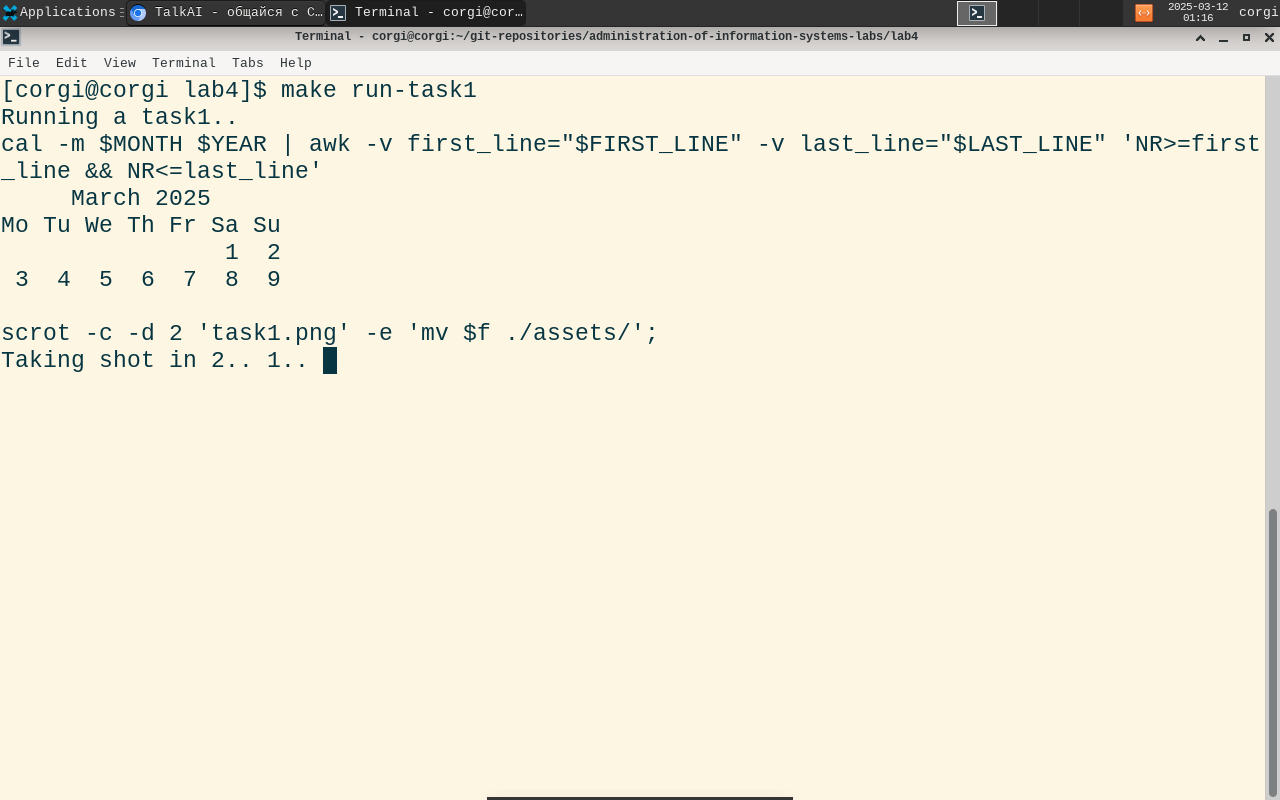 Applications TalkAI - общайся с C… Terminal - corgi@cor… 2025-03-12 01:16 corgi
Terminal - corgi@corgi:~/git-repositories/administration-of-information-systems-labs/lab4
File Edit View Terminal Tabs Help
[corgi@corgi lab4]$ make run-task1
Running a task1..
cal -m $MONTH $YEAR | awk -v first_line="$FIRST_LINE" -v last_line="$LAST_LINE" 'NR>=first
_line && NR<=last_line'
     March 2025
Mo Tu We Th Fr Sa Su
                1  2
 3  4  5  6  7  8  9
scrot -c -d 2 'task1.png' -e 'mv $f ./assets/';
Taking shot in 2.. 1..